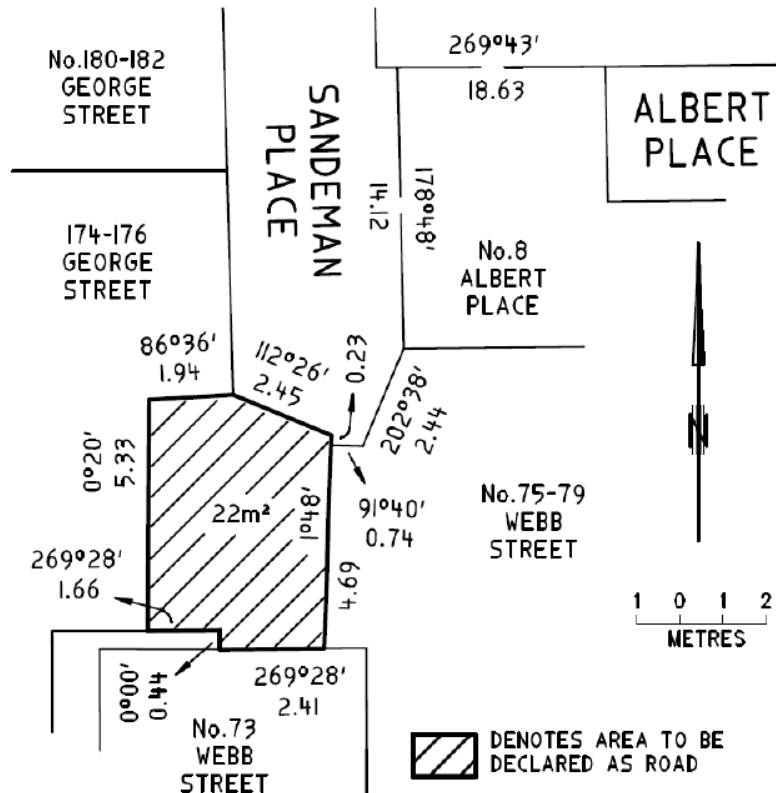 No.180-182
GEORGE
STREET
SANDEMAN
PLACE
269°43'
18.63
ALBERT
PLACE
178°48'
14.12
174-176
GEORGE
STREET
No.8
ALBERT
PLACE
86°36'
1.94
112°26'
2.45
0.23
202°38'
2.44
0°20'
5.33
22m²
1°48'
4.69
91°40'
0.74
No.75-79
WEBB
STREET
N
269°28'
1.66
1 0 1 2
METRES
0°00'
0.44
269°28'
2.41
No.73
WEBB
STREET
DENOTES AREA TO BE
DECLARED AS ROAD